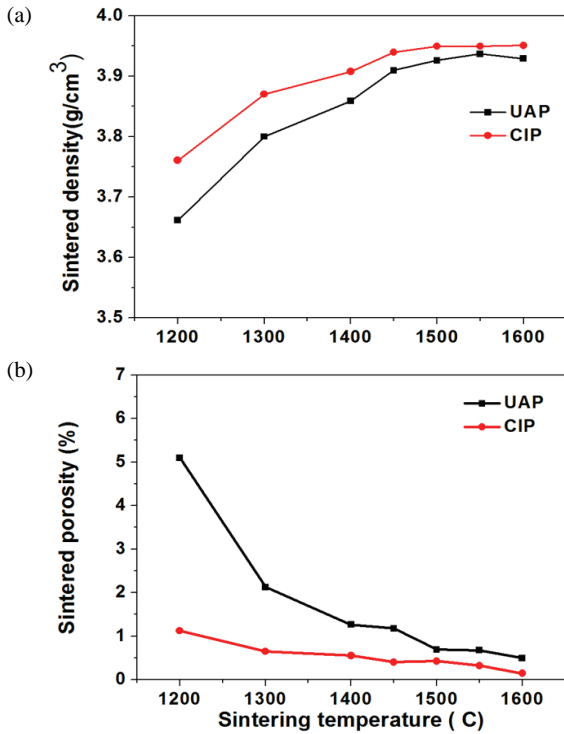 (a)
4.0
3.9
3.8
3.7
3.6
3.5
Sintered density(g/cm³)
UAP
CIP
1200 1300 1400 1500 1600
(b)
7
6
5
4
3
2
1
0
Sintered porosity (%)
UAP
CIP
1200 1300 1400 1500 1600
Sintering temperature ( C)